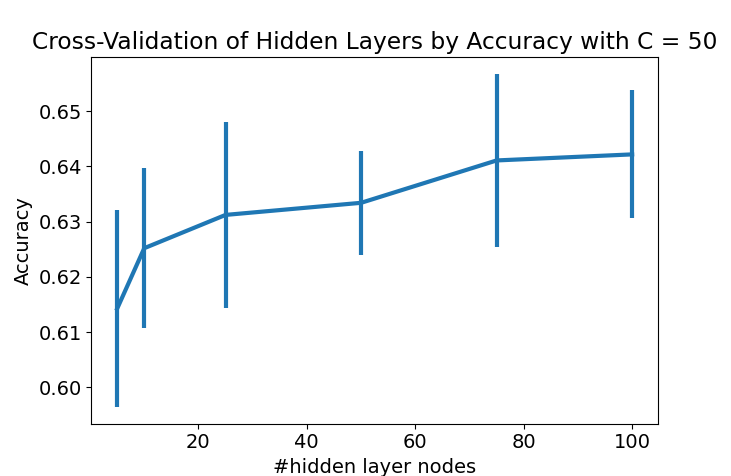 Cross-Validation of Hidden Layers by Accuracy with C = 50
0.65
0.64
0.63
0.62
0.61
0.60
Accuracy
20 40 60 80 100
#hidden layer nodes